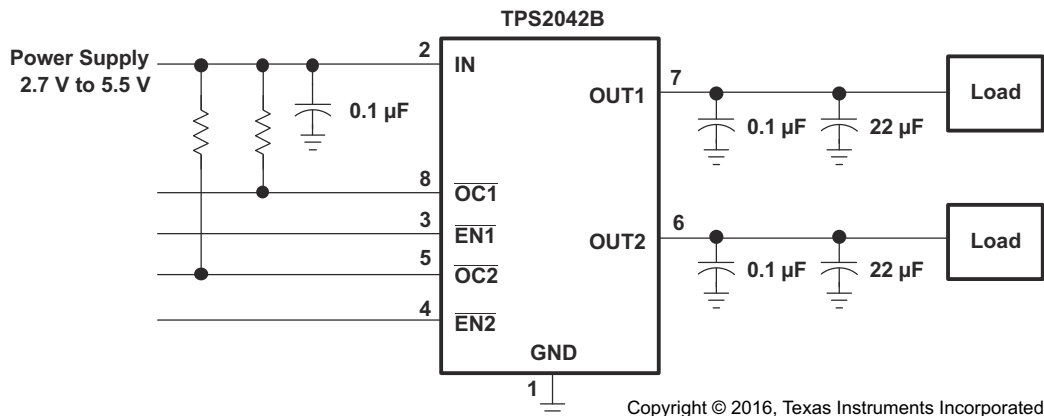 TPS2042B
Power Supply
2.7 V to 5.5 V
2
IN
0.1 µF
7
OUT1
0.1 µF
22 µF
Load
8
OC1
3
EN1
5
OC2
4
EN2
6
OUT2
0.1 µF
22 µF
Load
GND
1
Copyright © 2016, Texas Instruments Incorporated